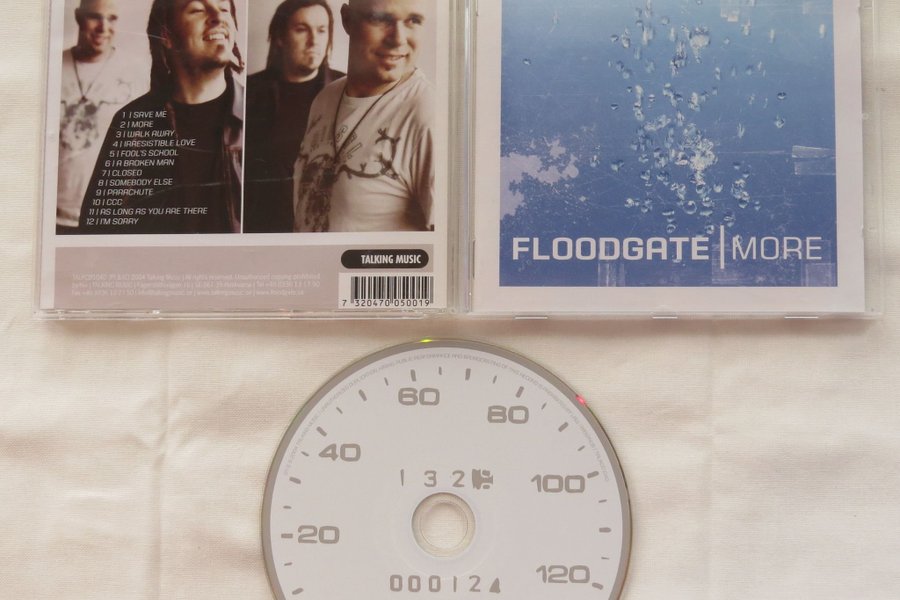 1 | SAVE ME
2 | MORE
3 | WALK AWAY
4 | IRRESISTIBLE LOVE
5 | FOOL'S SCHOOL
6 | A BROKEN MAN
7 | CLOSED
8 | SOMEBODY ELSE
9 | PARACHUTE
10 | CCC
11 | AS LONG AS YOU ARE THERE
12 | I'M SORRY
TALKING MUSIC
7 320470 050019
FLOODGATE | MORE
20
40
60
80
100
120
132
00012